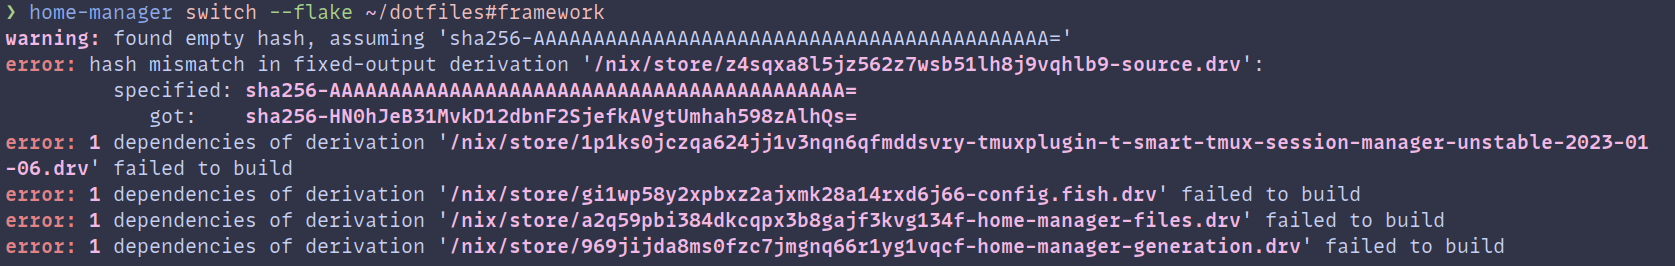 ❯ home-manager switch --flake ~/dotfiles#framework
warning: found empty hash, assuming 'sha256-AAAAAAAAAAAAAAAAAAAAAAAAAAAAAAAAAAAAAAAAAAA='
error: hash mismatch in fixed-output derivation '/nix/store/z4sqxa8l5jz562z7wsb51lh8j9vqhlb9-source.drv':
         specified: sha256-AAAAAAAAAAAAAAAAAAAAAAAAAAAAAAAAAAAAAAAAAAA=
            got:    sha256-HN0hJeB31MvkD12dbnF2SjefkAVgtUmhah598zAlhQs=
error: 1 dependencies of derivation '/nix/store/1p1ks0jczqa624jj1v3nqn6qfmddsvry-tmuxplugin-t-smart-tmux-session-manager-unstable-2023-01
-06.drv' failed to build
error: 1 dependencies of derivation '/nix/store/gi1wp58y2xpbxz2ajxmk28a14rxd6j66-config.fish.drv' failed to build
error: 1 dependencies of derivation '/nix/store/a2q59pbi384dkcqpx3b8gajf3kvg134f-home-manager-files.drv' failed to build
error: 1 dependencies of derivation '/nix/store/969jijda8ms0fzc7jmgnq66r1yg1vqcf-home-manager-generation.drv' failed to build